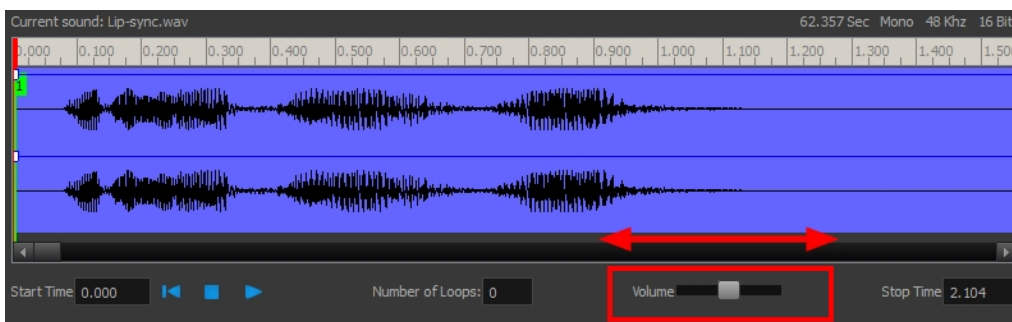 Current sound: Lip-sync.wav 62.357 Sec Mono 48 Khz 16 Bit
0.000 0.100 0.200 0.300 0.400 0.500 0.600 0.700 0.800 0.900 1.000 1.100 1.200 1.300 1.400 1.50
1
Start Time 0.000 Number of Loops: 0 Volume Stop Time 2.104